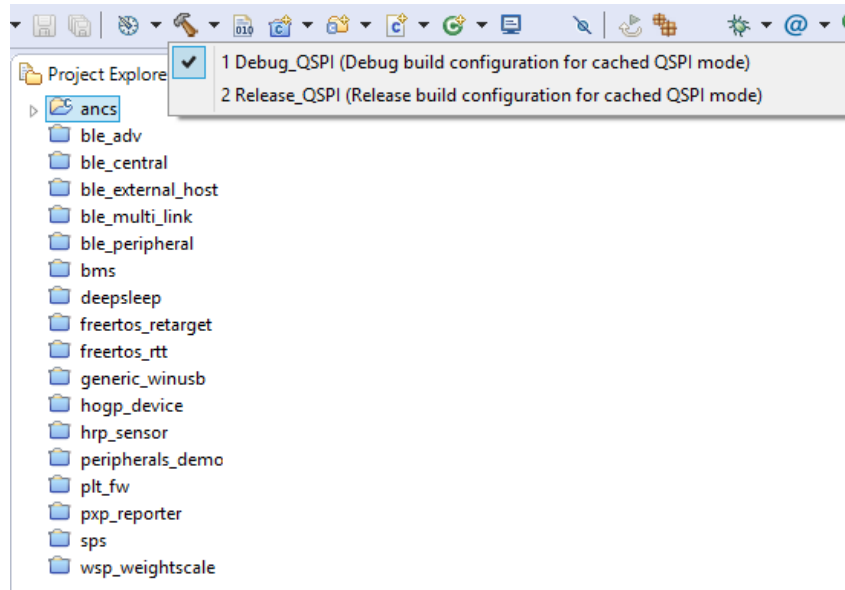 1 Debug_QSPI (Debug build configuration for cached QSPI mode)
2 Release_QSPI (Release build configuration for cached QSPI mode)
Project Explore
ancs
ble_adv
ble_central
ble_external_host
ble_multi_link
ble_peripheral
bms
deepsleep
freertos_retarget
freertos_rtt
generic_winusb
hogp_device
hrp_sensor
peripherals_demo
plt_fw
pxp_reporter
sps
wsp_weightscale